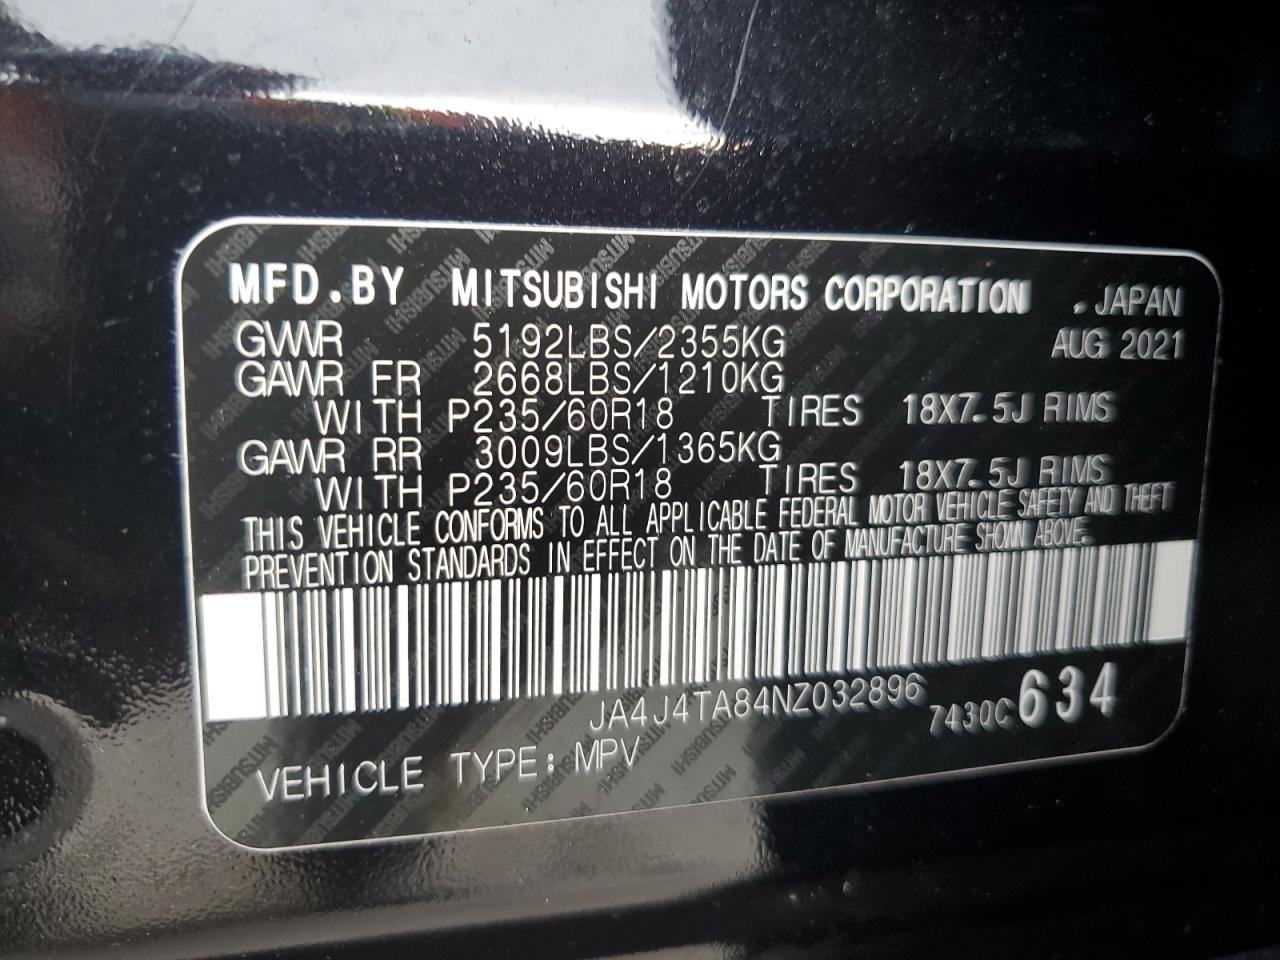 MFD.BY MITSUBISHI MOTORS CORPORATION , JAPAN
GVWR 5192LBS/2355KG AUG 2021
GAWR FR 2668LBS/1210KG
WITH P235/60R18 TIRES 18X7.5J RIMS
GAWR RR 3009LBS/1365KG
WITH P235/60R18 TIRES 18X7.5J RIMS
THIS VEHICLE CONFORMS TO ALL APPLICABLE FEDERAL MOTOR VEHICLE SAFETY AND THEFT
PREVENTION STANDARDS IN EFFECT ON THE DATE OF MANUFACTURE SHOWN ABOVE.
JA4J4TA84NZ032896 7430C634
VEHICLE TYPE: MPV